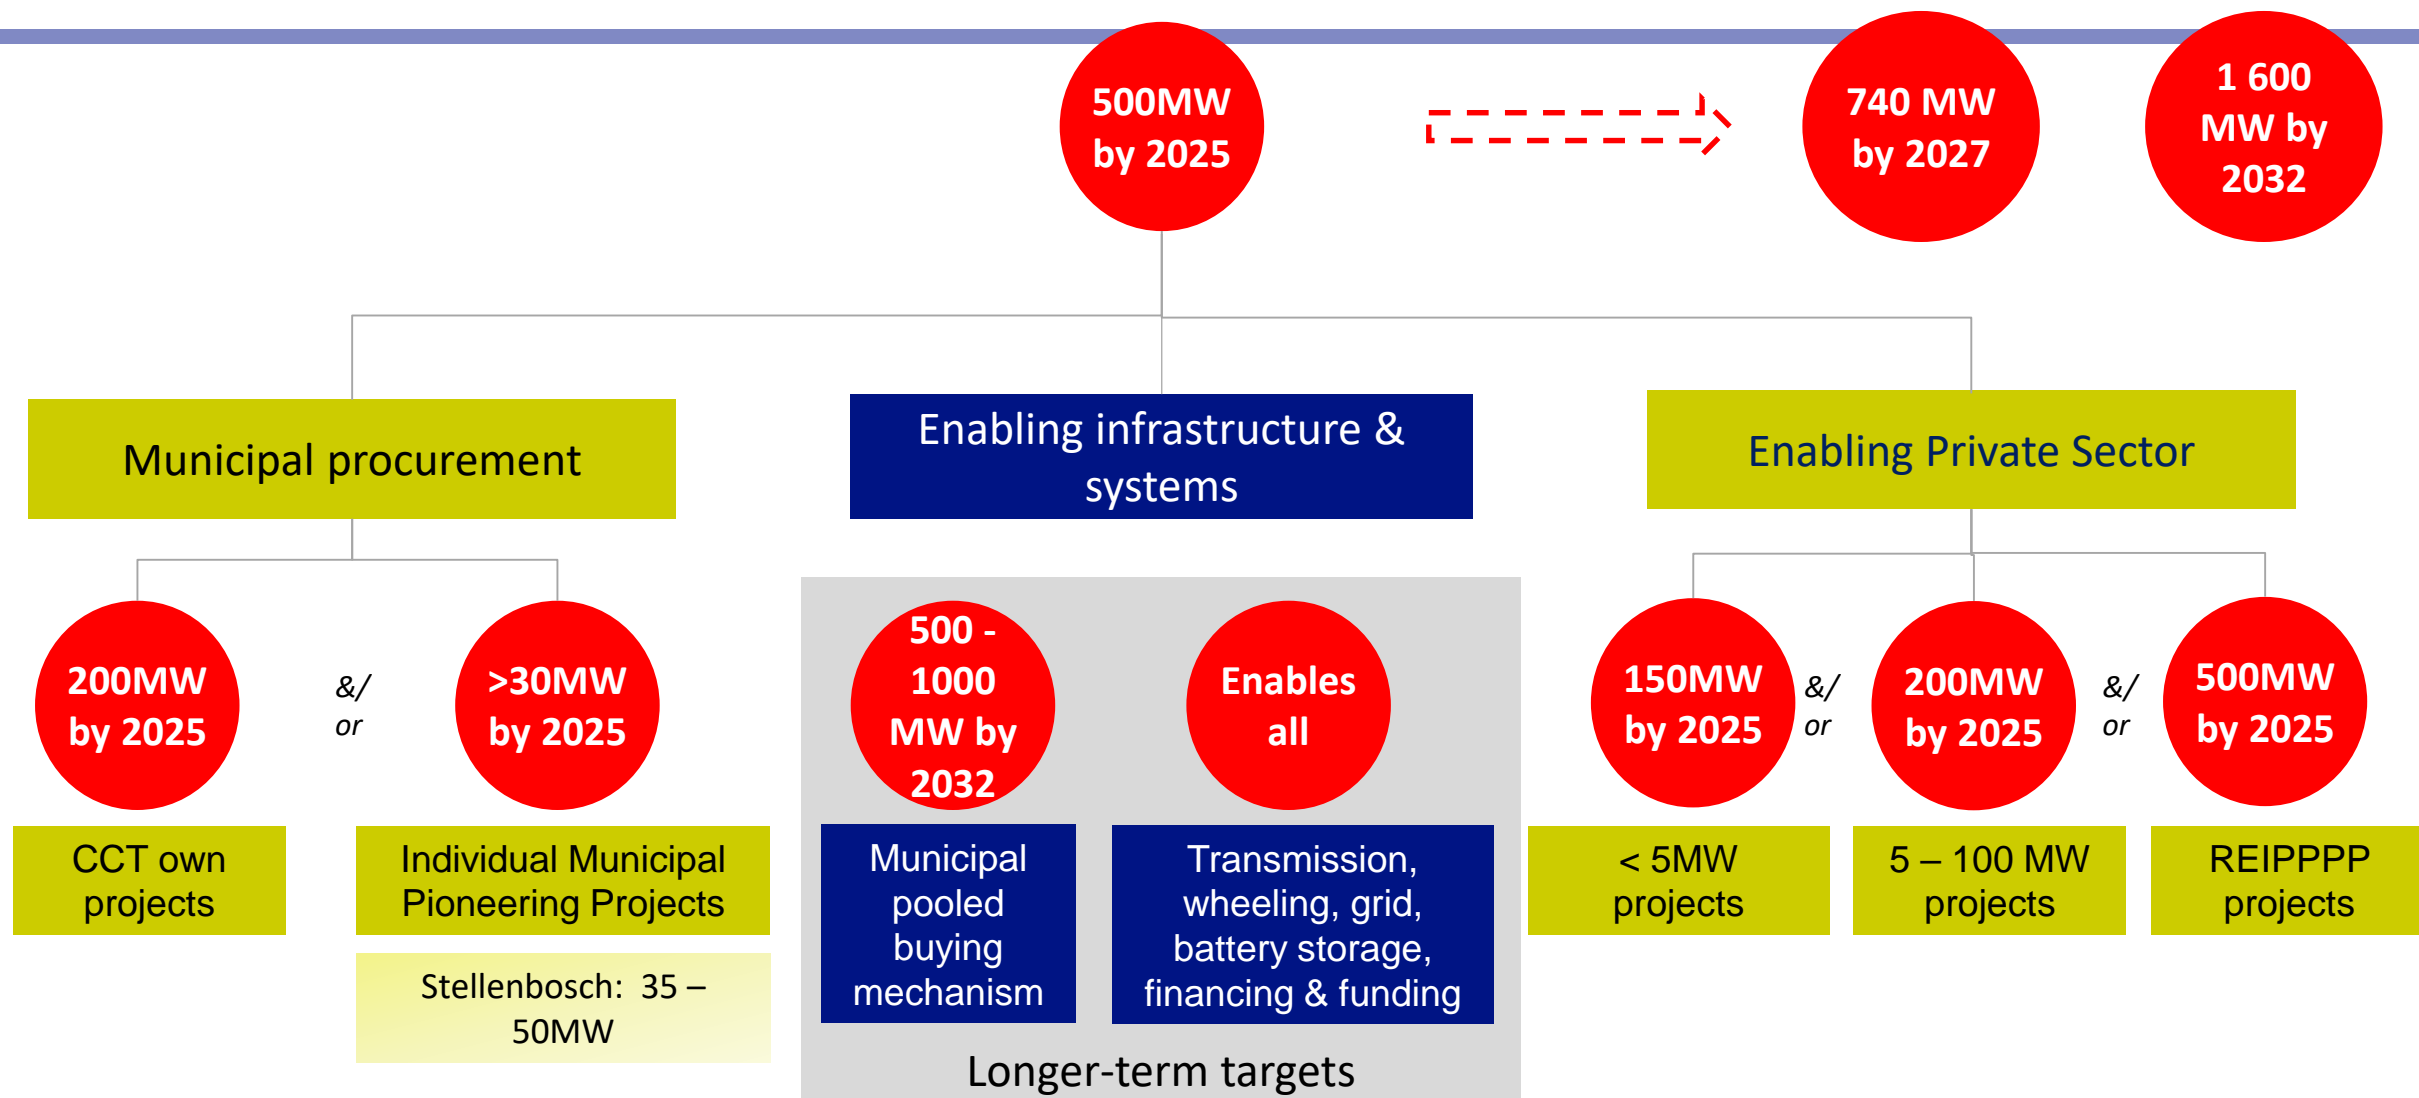 500MW
by 2025
740 MW
by 2027
1 600
MW by
2032
Municipal procurement
Enabling infrastructure &
systems
Enabling Private Sector
200MW
by 2025
&/
or
>30MW
by 2025
CCT own
projects
Individual Municipal
Pioneering Projects
Stellenbosch: 35 –
50MW
500 -
1000
MW by
2032
Enables
all
Municipal
pooled
buying
mechanism
Transmission,
wheeling, grid,
battery storage,
financing & funding
Longer-term targets
150MW
by 2025
&/
or
200MW
by 2025
&/
or
500MW
by 2025
< 5MW
projects
5 – 100 MW
projects
REIPPPP
projects